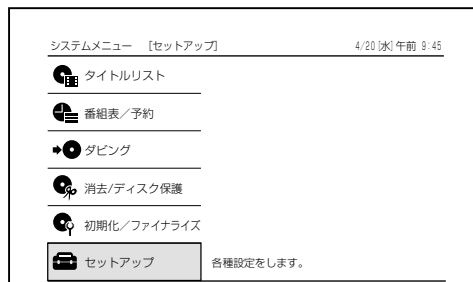 システムメニュー [セットアップ] 4/20[水]午前 9:45
タイトルリスト
番組表／予約
ダビング
消去/ディスク保護
初期化／ファイナライズ
セットアップ 各種設定をします。